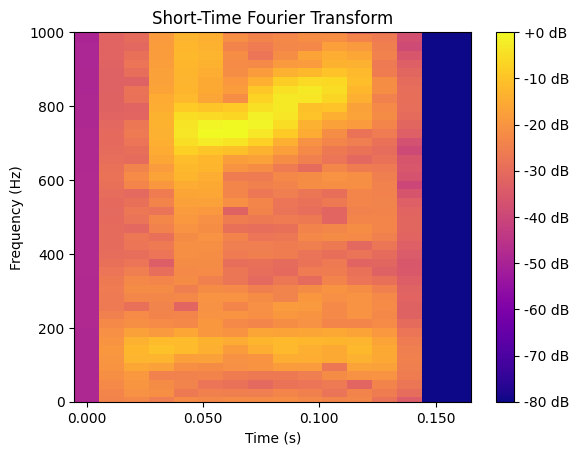 Short-Time Fourier Transform
1000
800
600
400
200
0
Frequency (Hz)
0.000
0.050
0.100
0.150
Time (s)
+0 dB
-10 dB
-20 dB
-30 dB
-40 dB
-50 dB
-60 dB
-70 dB
-80 dB